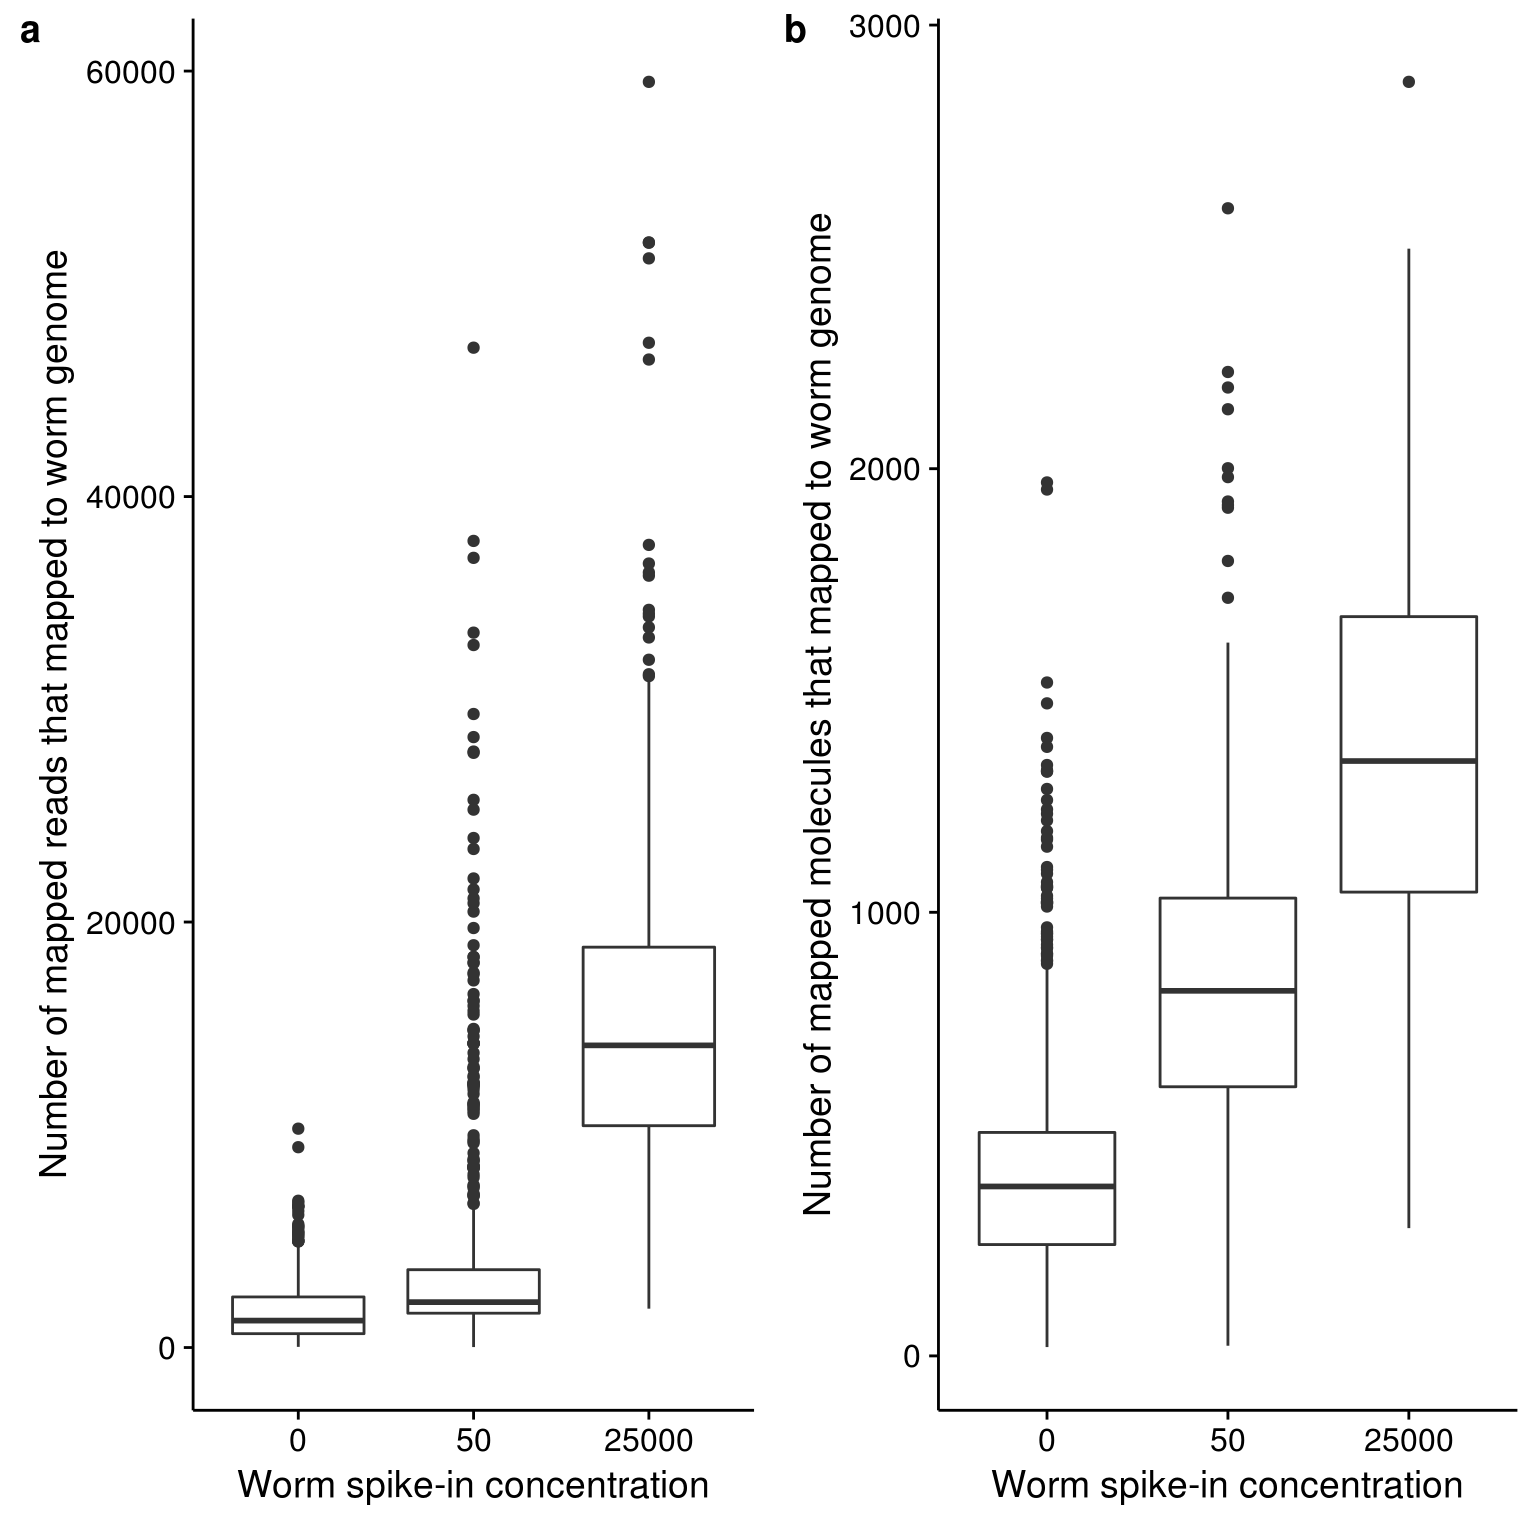 a
Number of mapped reads that mapped to worm genome
60000
40000
20000
0
0 50 25000
Worm spike-in concentration
b
Number of mapped molecules that mapped to worm genome
3000
2000
1000
0
0 50 25000
Worm spike-in concentration